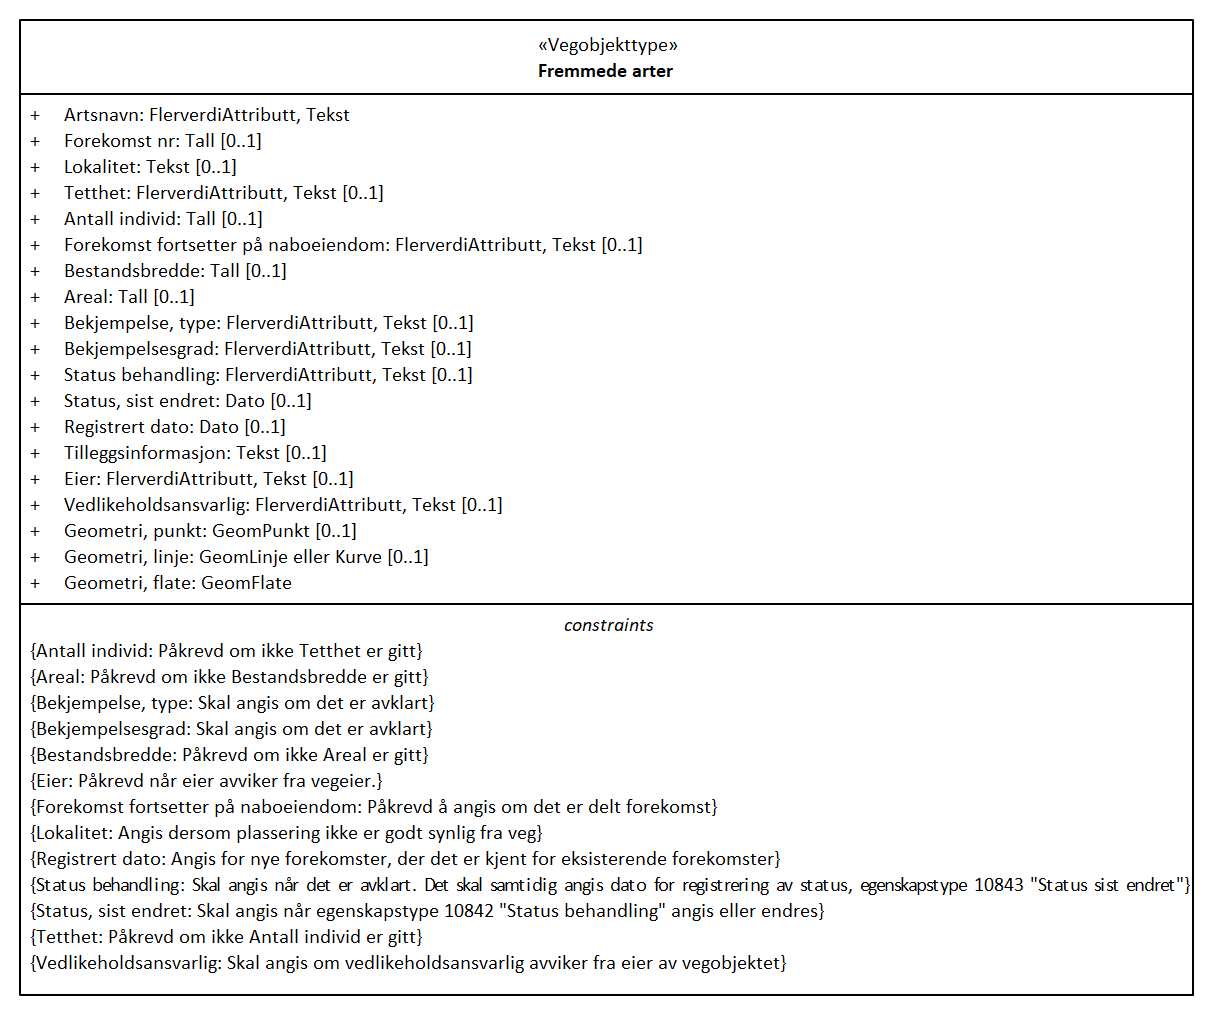 «Vegobjekttype»
Fremmede arter
+ Artsnavn: FlerverdiAttributt, Tekst
+ Forekomst nr: Tall [0..1]
+ Lokalitet: Tekst [0..1]
+ Tetthet: FlerverdiAttributt, Tekst [0..1]
+ Antall individ: Tall [0..1]
+ Forekomst fortsetter på naboeiendom: FlerverdiAttributt, Tekst [0..1]
+ Bestandsbredde: Tall [0..1]
+ Areal: Tall [0..1]
+ Bekjempelse, type: FlerverdiAttributt, Tekst [0..1]
+ Bekjempelsesgrad: FlerverdiAttributt, Tekst [0..1]
+ Status behandling: FlerverdiAttributt, Tekst [0..1]
+ Status, sist endret: Dato [0..1]
+ Registrert dato: Dato [0..1]
+ Tilleggsinformasjon: Tekst [0..1]
+ Eier: FlerverdiAttributt, Tekst [0..1]
+ Vedlikeholdsansvarlig: FlerverdiAttributt, Tekst [0..1]
+ Geometri, punkt: GeomPunkt [0..1]
+ Geometri, linje: GeomLinje eller Kurve [0..1]
+ Geometri, flate: GeomFlate
constraints
{Antall individ: Påkrevd om ikke Tetthet er gitt}
{Areal: Påkrevd om ikke Bestandsbredde er gitt}
{Bekjempelse, type: Skal angis om det er avklart}
{Bekjempelsesgrad: Skal angis om det er avklart}
{Bestandsbredde: Påkrevd om ikke Areal er gitt}
{Eier: Påkrevd når eier avviker fra vegeier.}
{Forekomst fortsetter på naboeiendom: Påkrevd å angis om det er delt forekomst}
{Lokalitet: Angis dersom plassering ikke er godt synlig fra veg}
{Registrert dato: Angis for nye forekomster, der det er kjent for eksisterende forekomster}
{Status behandling: Skal angis når det er avklart. Det skal samtidig angis dato for registrering av status, egenskapstype 10843 "Status sist endret"}
{Status, sist endret: Skal angis når egenskapstype 10842 "Status behandling" angis eller endres}
{Tetthet: Påkrevd om ikke Antall individ er gitt}
{Vedlikeholdsansvarlig: Skal angis om vedlikeholdsansvarlig avviker fra eier av vegobjektet}